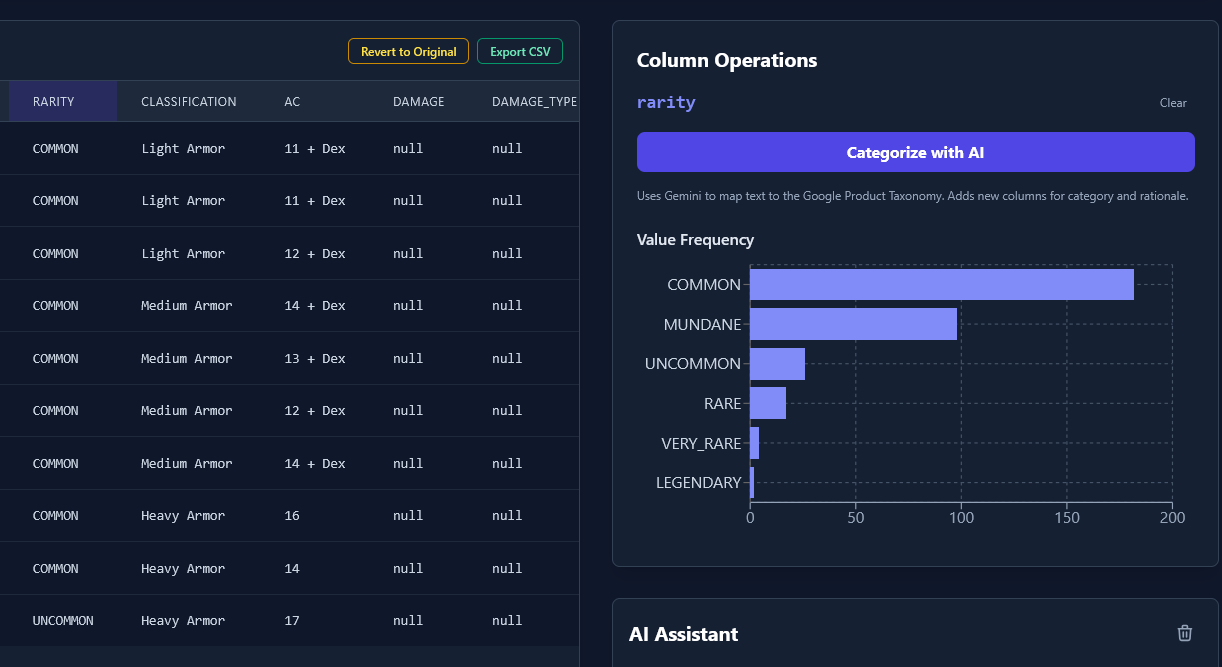 Revert to Original Export CSV
RARITY CLASSIFICATION AC DAMAGE DAMAGE_TYPE
COMMON Light Armor 11 + Dex null null
COMMON Light Armor 11 + Dex null null
COMMON Light Armor 12 + Dex null null
COMMON Medium Armor 14 + Dex null null
COMMON Medium Armor 13 + Dex null null
COMMON Medium Armor 12 + Dex null null
COMMON Medium Armor 14 + Dex null null
COMMON Heavy Armor 16 null null
COMMON Heavy Armor 14 null null
UNCOMMON Heavy Armor 17 null null
Column Operations
rarity Clear
Categorize with AI
Uses Gemini to map text to the Google Product Taxonomy. Adds new columns for category and rationale.
Value Frequency
COMMON
MUNDANE
UNCOMMON
RARE
VERY_RARE
LEGENDARY
0 50 100 150 200
AI Assistant